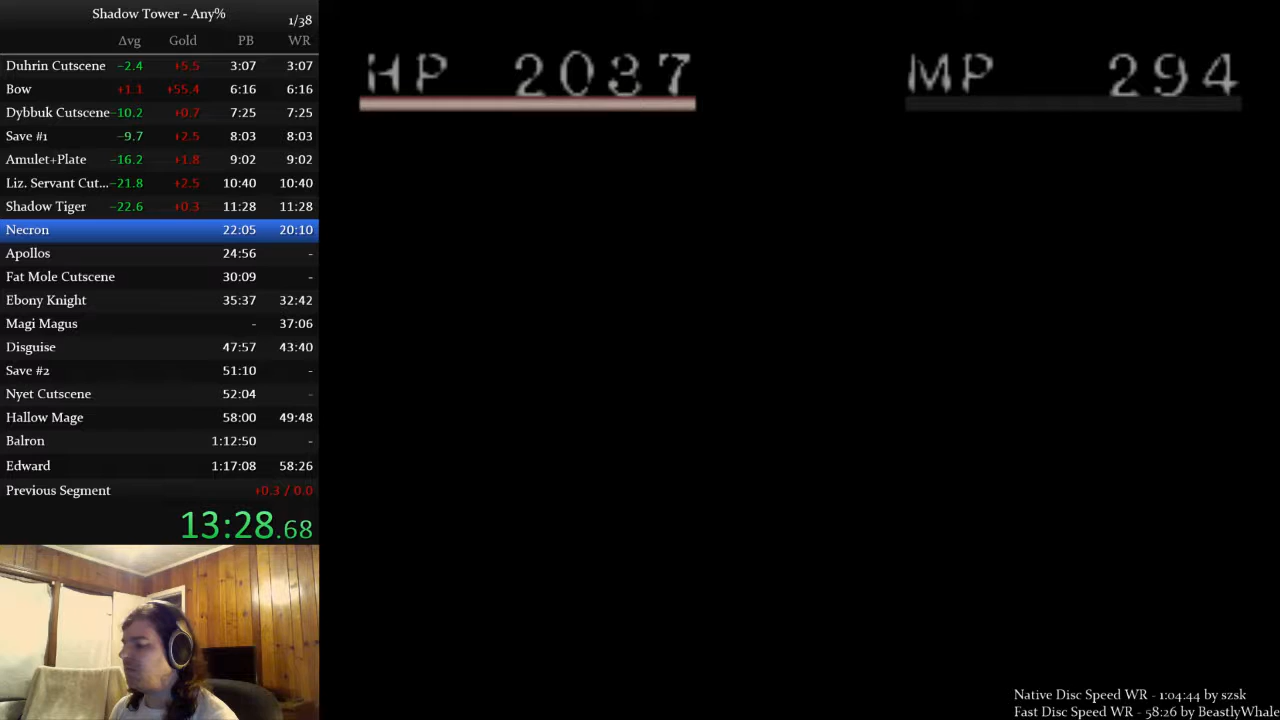 Shadow Tower - Any%
1/38
Δvg Gold PB WR
Duhrin Cutscene -2.4 +5.5 3:07 3:07
Bow +1.1 +55.4 6:16 6:16
Dybbuk Cutscene -10.2 +0.7 7:25 7:25
Save #1 -9.7 +2.5 8:03 8:03
Amulet+Plate -16.2 +1.8 9:02 9:02
Liz. Servant Cut... -21.8 +2.5 10:40 10:40
Shadow Tiger -22.6 +0.3 11:28 11:28
Necron 22:05 20:10
Apollos 24:56 -
Fat Mole Cutscene 30:09 -
Ebony Knight 35:37 32:42
Magi Magus - 37:06
Disguise 47:57 43:40
Save #2 51:10 -
Nyet Cutscene 52:04 -
Hallow Mage 58:00 49:48
Balron 1:12:50 -
Edward 1:17:08 58:26
Previous Segment +0.3 / 0.0
13:28.68
HP 2037 MP 294
Native Disc Speed WR - 1:04:44 by szsk
Fast Disc Speed WR - 58:26 by BeastlyWhale